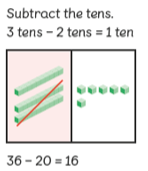 Subtract the tens.
3 tens − 2 tens = 1 ten
36 − 20 = 16